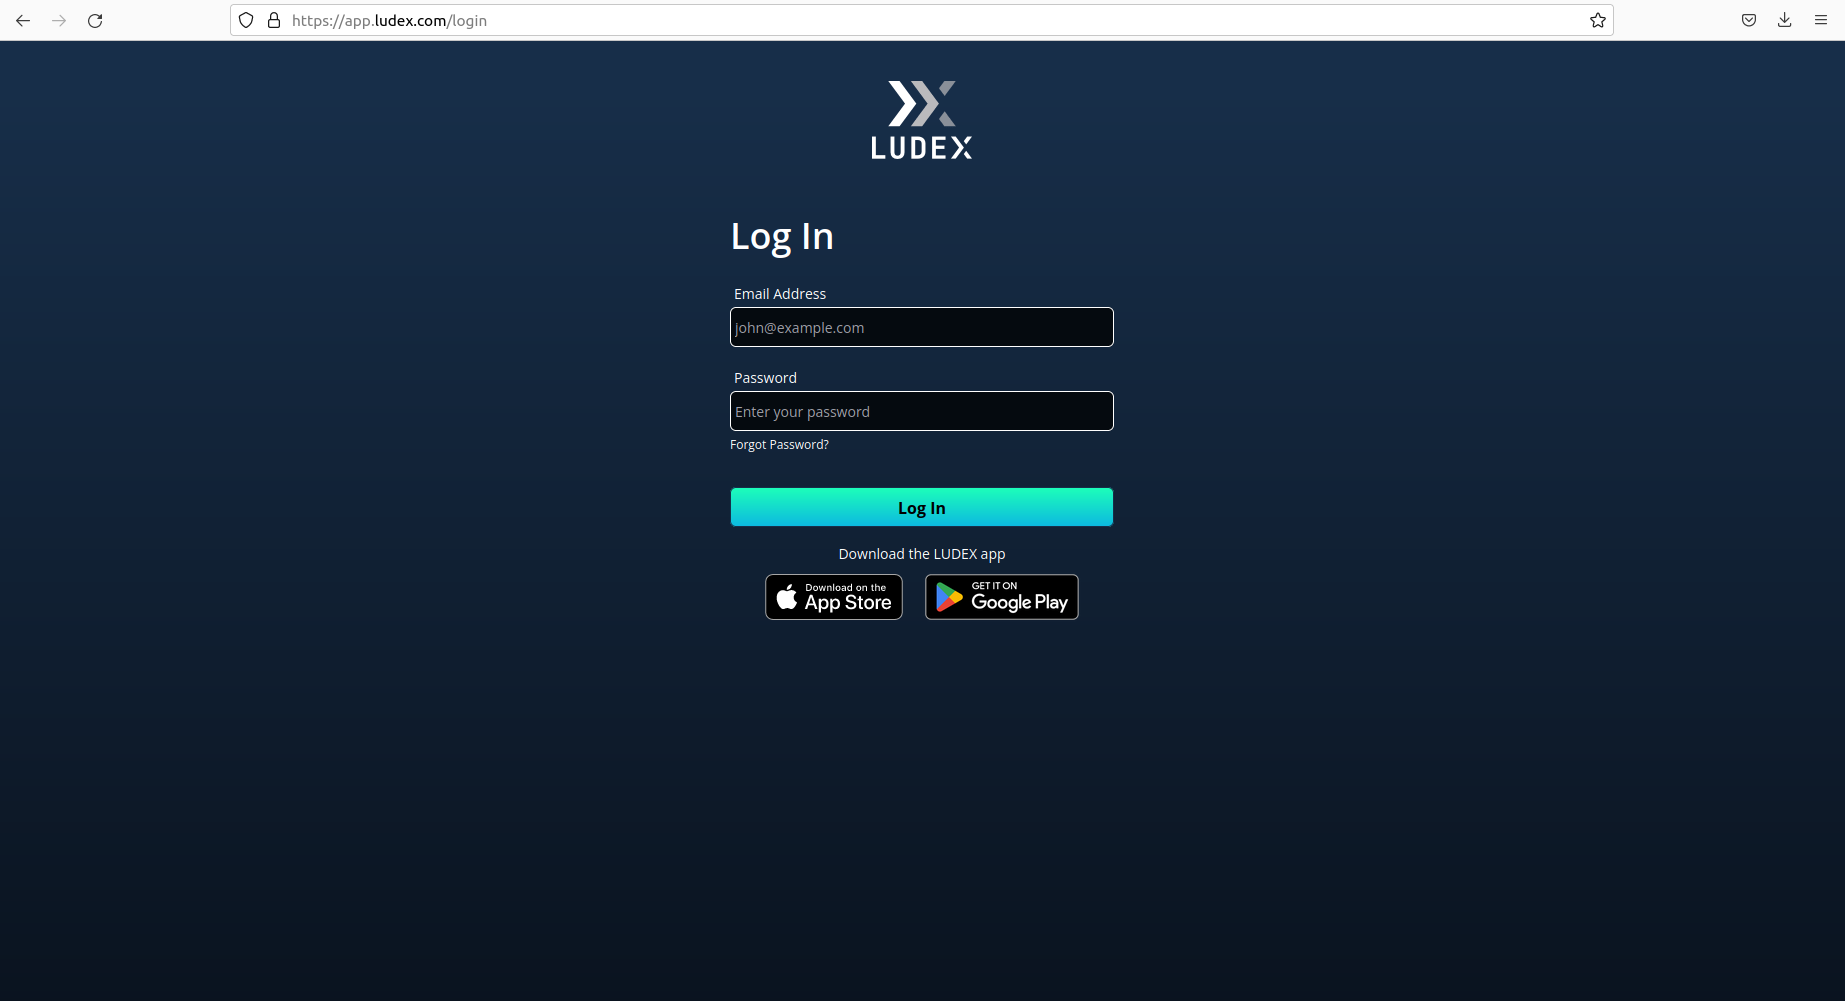 https://app.ludex.com/login
LUDEX
Log In
Email Address
john@example.com
Password
Enter your password
Forgot Password?
Log In
Download the LUDEX app
Download on the
App Store
GET IT ON
Google Play